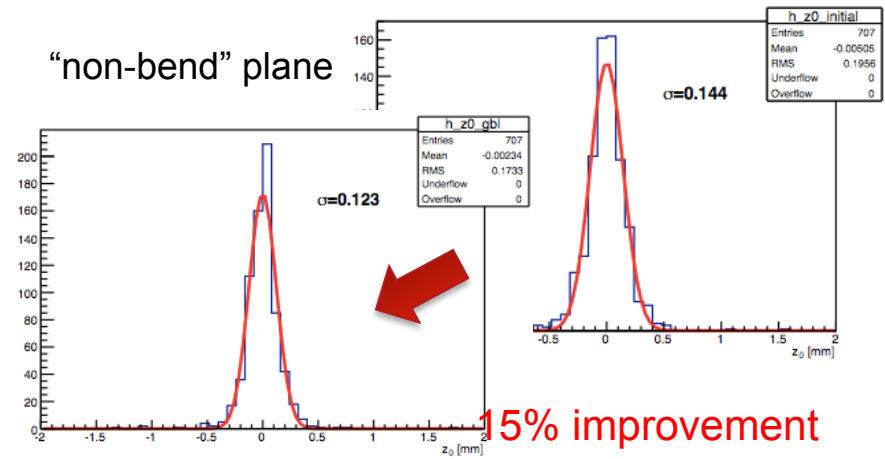 “non-bend” plane
h_z0_initial
Entries 707
Mean -0.00505
RMS 0.1956
Underflow 0
Overflow 0
160
140
σ=0.144
-0.5 0 0.5 1 1.5 2
z₀ [mm]
h_z0_gbl
Entries 707
Mean -0.00234
RMS 0.1733
Underflow 0
Overflow 0
σ=0.123
200
180
160
140
120
100
80
60
40
20
0
-2 -1.5 -1 -0.5 0 0.5 1 1.5 2
z₀ [mm]
15% improvement